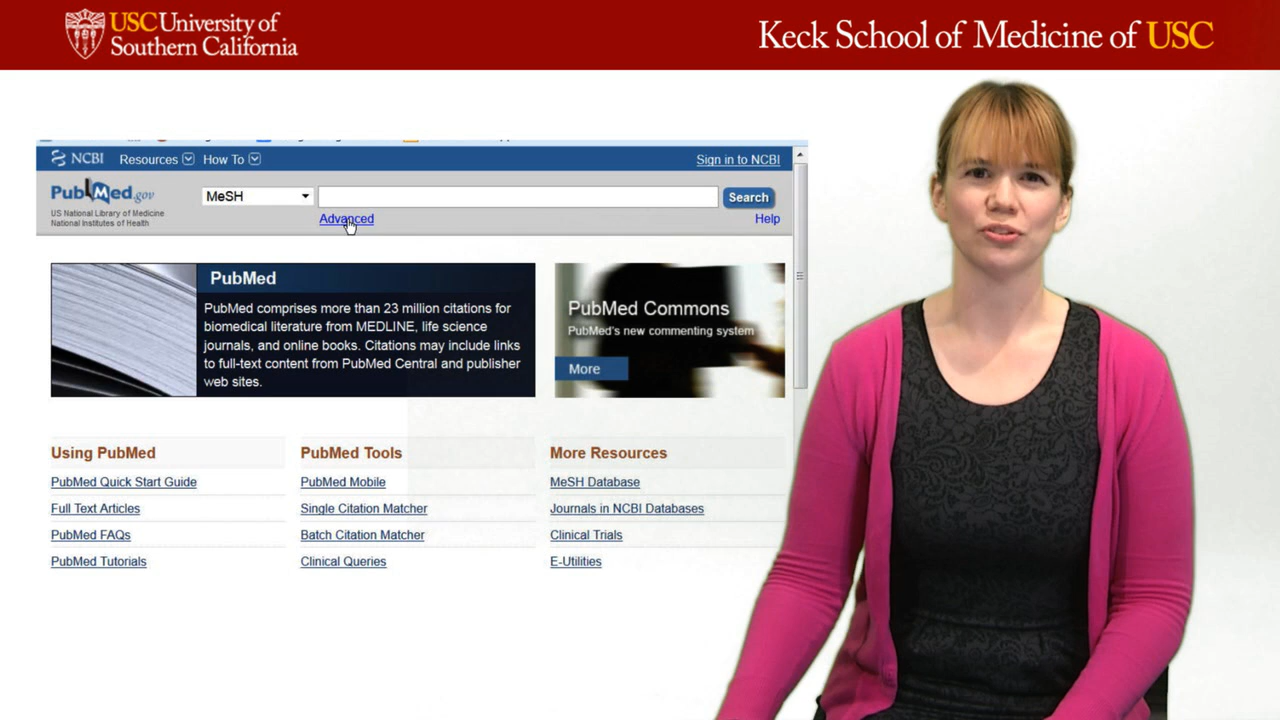 USC University of
Southern California
Keck School of Medicine of USC
NCBI Resources How To Sign in to NCBI
PubMed.gov
US National Library of Medicine
National Institutes of Health
MeSH
Search
Advanced
Help
PubMed
PubMed comprises more than 23 million citations for
biomedical literature from MEDLINE, life science
journals, and online books. Citations may include links
to full-text content from PubMed Central and publisher
web sites.
PubMed Commons
PubMed's new commenting system
More
Using PubMed
PubMed Quick Start Guide
Full Text Articles
PubMed FAQs
PubMed Tutorials
PubMed Tools
PubMed Mobile
Single Citation Matcher
Batch Citation Matcher
Clinical Queries
More Resources
MeSH Database
Journals in NCBI Databases
Clinical Trials
E-Utilities